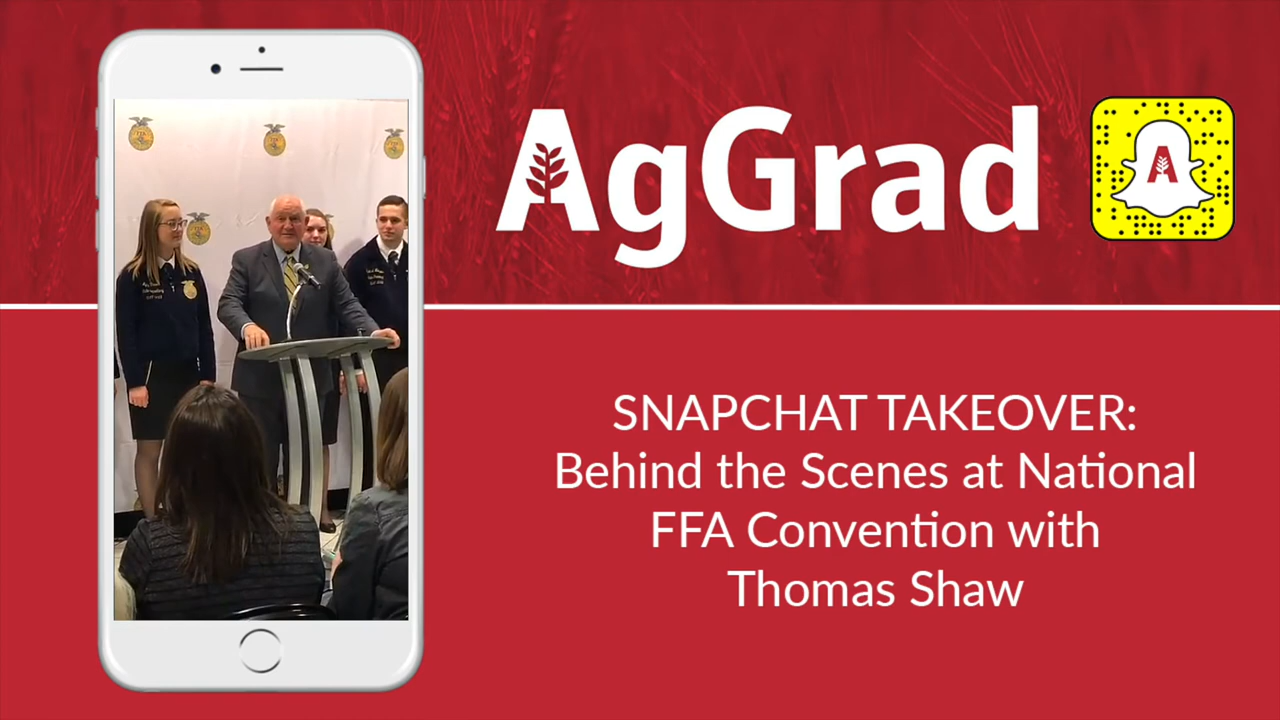 AgGrad
SNAPCHAT TAKEOVER:
Behind the Scenes at National
FFA Convention with
Thomas Shaw